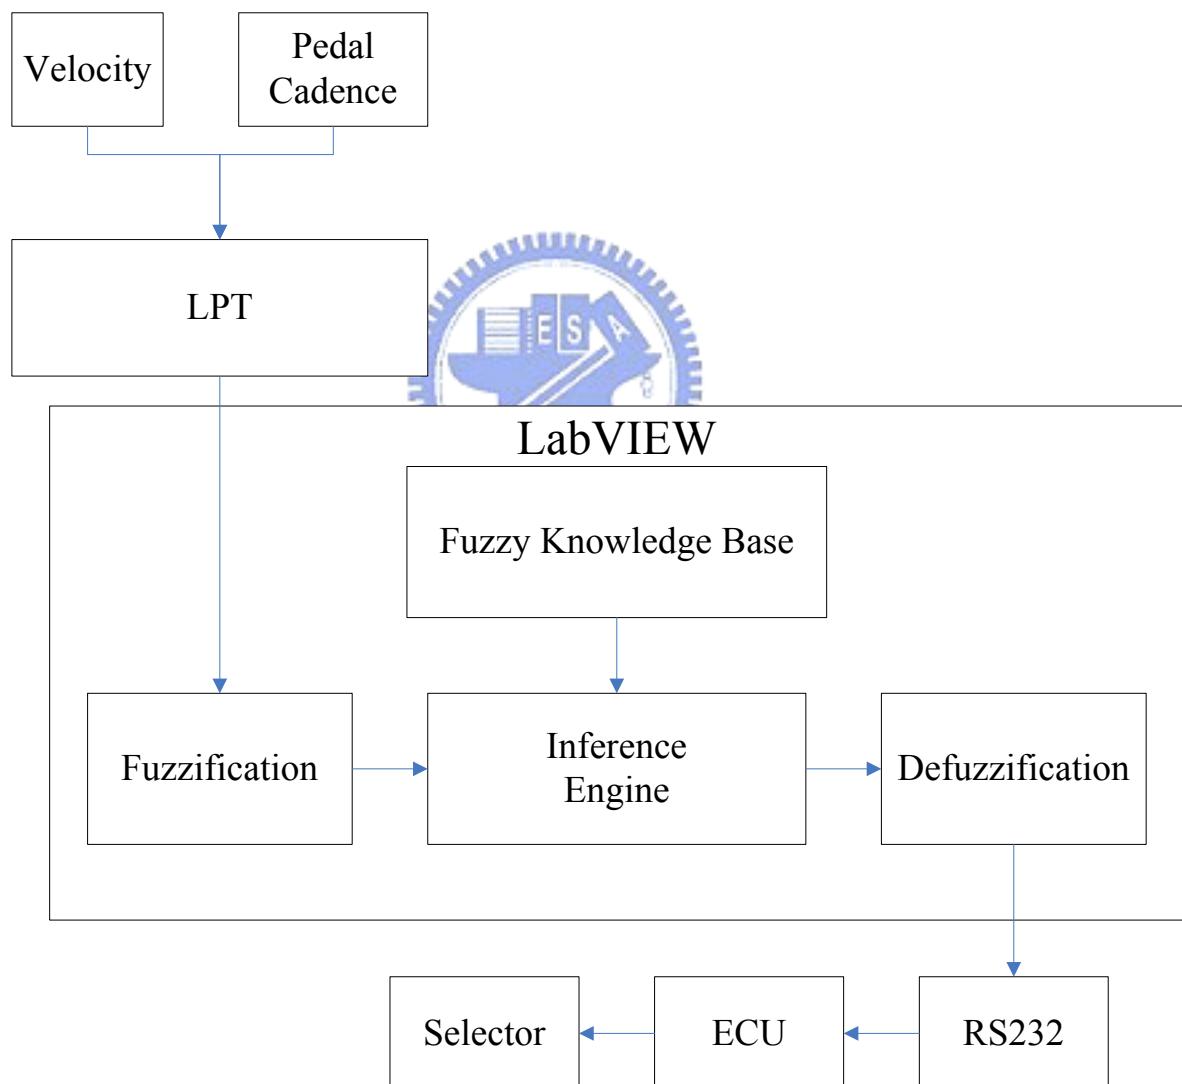 Velocity
Pedal
Cadence
LPT
E S A
LabVIEW
Fuzzy Knowledge Base
Fuzzification
Inference
Engine
Defuzzification
Selector
ECU
RS232